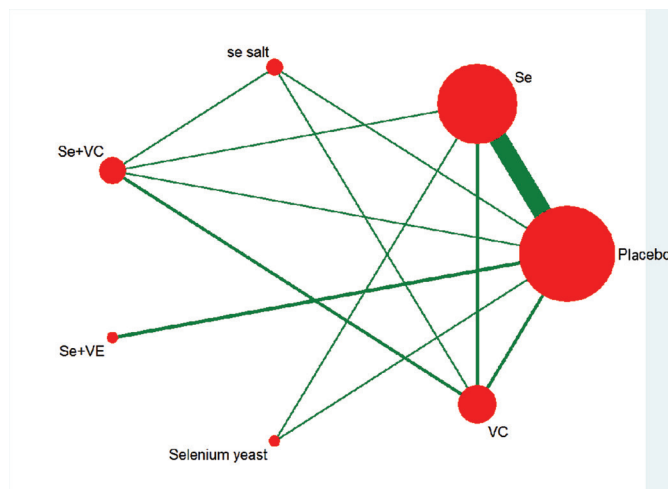 se salt
Se
Se+VC
Placebo
Se+VE
VC
Selenium yeast